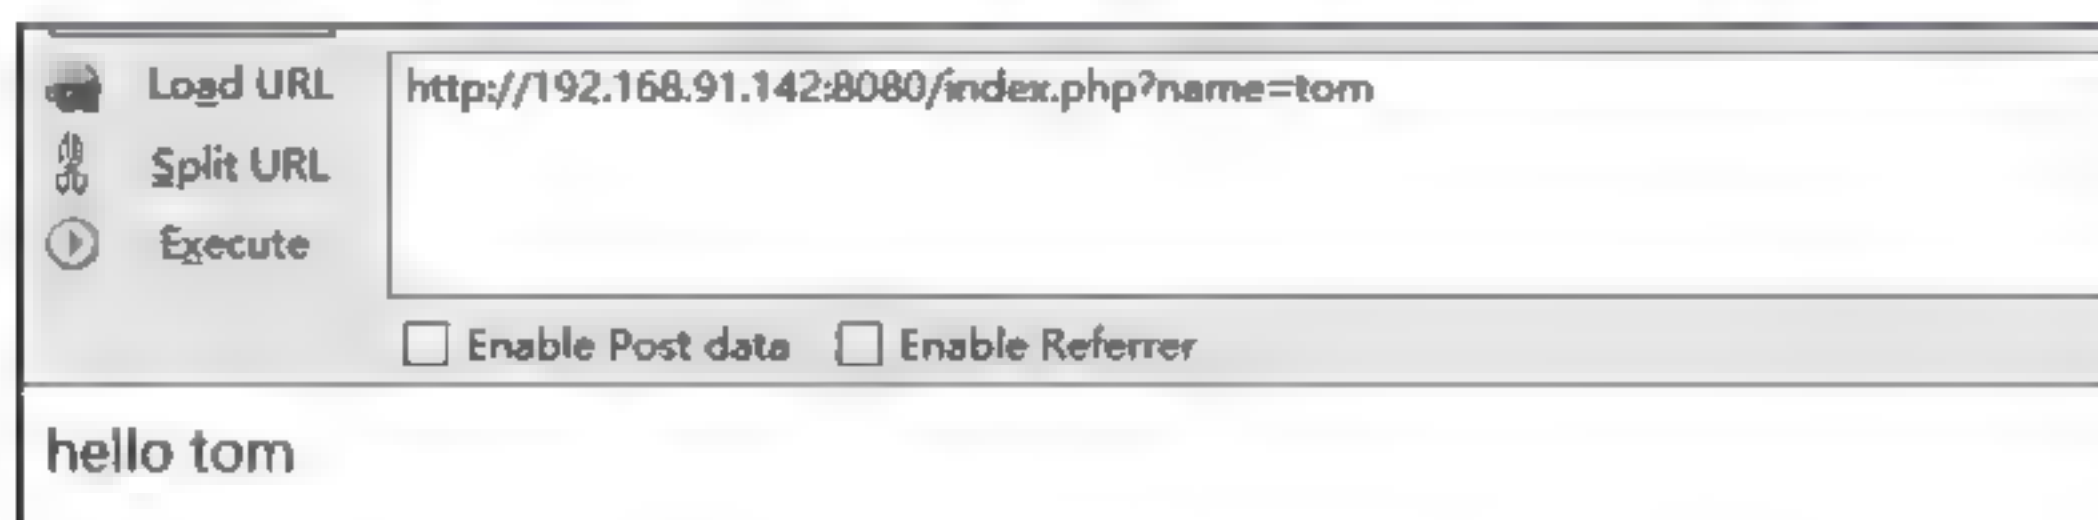 Load URL
http://192.168.91.142:8080/index.php?name=tom
Split URL
Execute
Enable Post data
Enable Referrer
hello tom